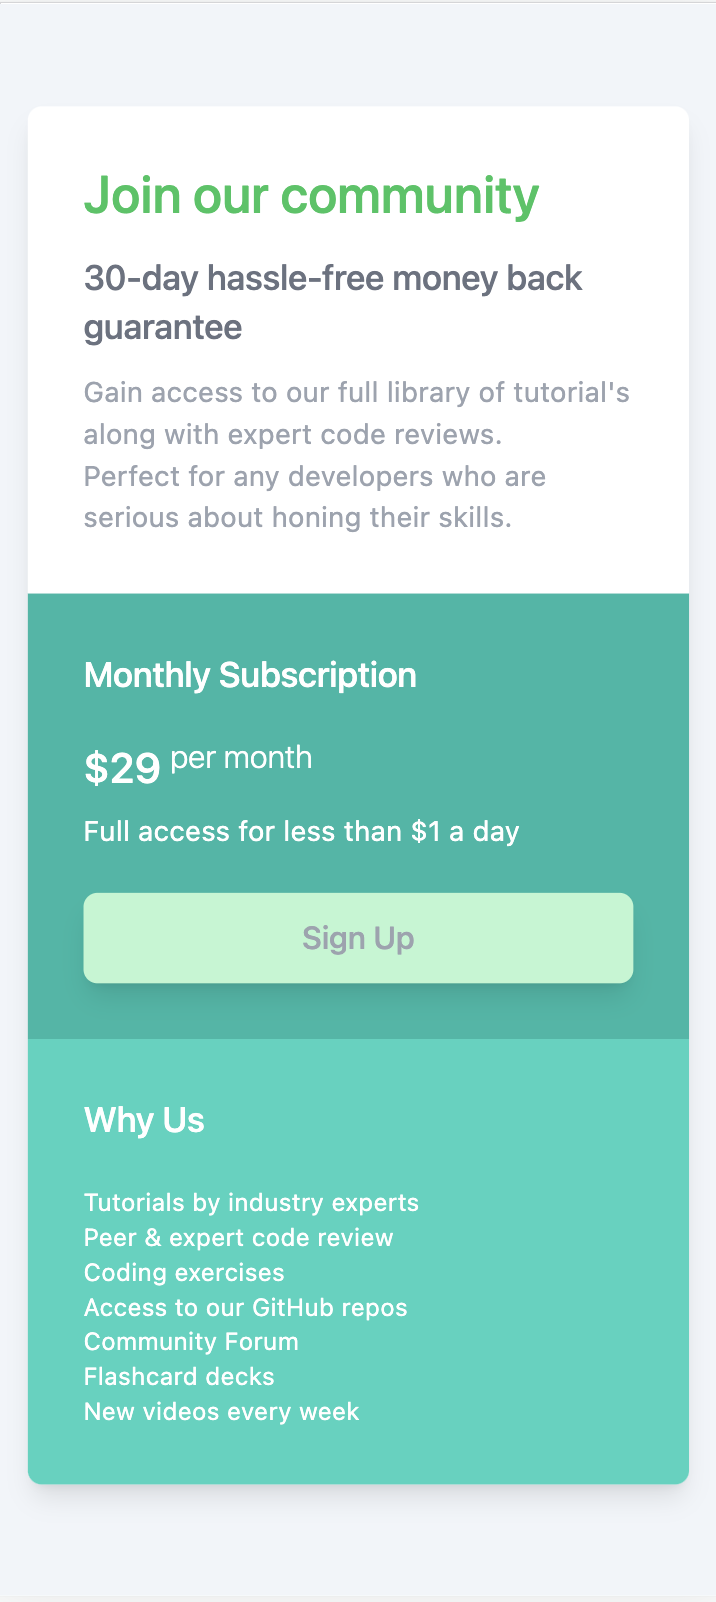 Join our community
30-day hassle-free money back
guarantee
Gain access to our full library of tutorial's
along with expert code reviews.
Perfect for any developers who are
serious about honing their skills.
Monthly Subscription
$29 per month
Full access for less than $1 a day
Sign Up
Why Us
Tutorials by industry experts
Peer & expert code review
Coding exercises
Access to our GitHub repos
Community Forum
Flashcard decks
New videos every week